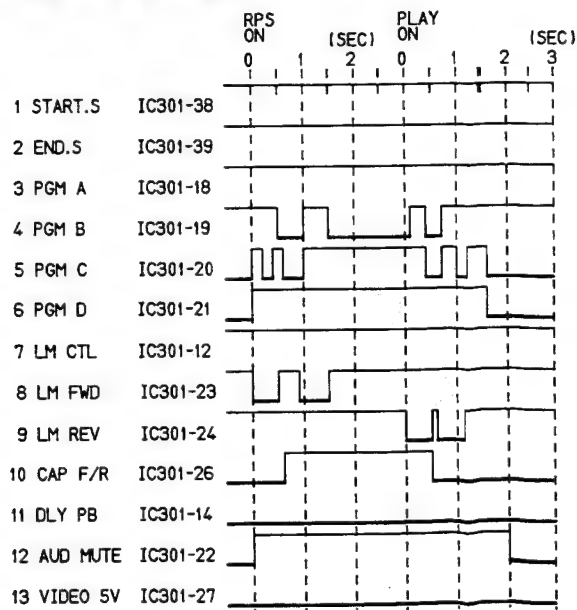 RPS PLAY
ON (SEC) ON (SEC)
0 1 2 0 1 2 3
1 START.S IC301-38
2 END.S IC301-39
3 PGM A IC301-18
4 PGM B IC301-19
5 PGM C IC301-20
6 PGM D IC301-21
7 LM CTL IC301-12
8 LM FWD IC301-23
9 LM REV IC301-24
10 CAP F/R IC301-26
11 DLY PB IC301-14
12 AUD MUTE IC301-22
13 VIDEO 5V IC301-27